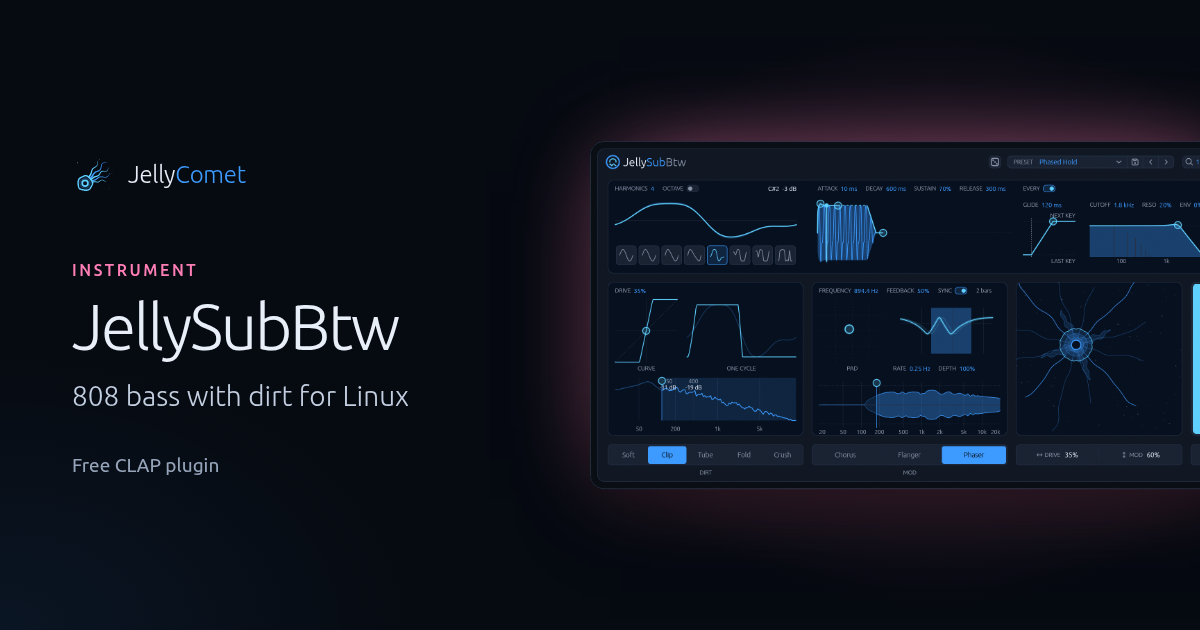 JellyComet
INSTRUMENT
JellySubBtw
808 bass with dirt for Linux
Free CLAP plugin
JellySubBtw
PRESET Phased Hold
HARMONICS 4 OCTAVE C#2 -3 dB
ATTACK 10 ms DECAY 600 ms SUSTAIN 70% RELEASE 300 ms
EVERY
GLIDE 120 ms
NEXT KEY
LAST KEY
CUTOFF 1.8 kHz RESO 20% ENV
100 1k
DRIVE 35%
CURVE ONE CYCLE
50 200 1k 5k
FREQUENCY 894.4 Hz FEEDBACK 50% SYNC 2 bars
PAD RATE 0.25 Hz DEPTH 100%
20 50 100 200 500 1k 2k 5k 10k 20k
Soft Clip Tube Fold Crush
DIRT
Chorus Flanger Phaser
MOD
DRIVE 35% MOD 60%